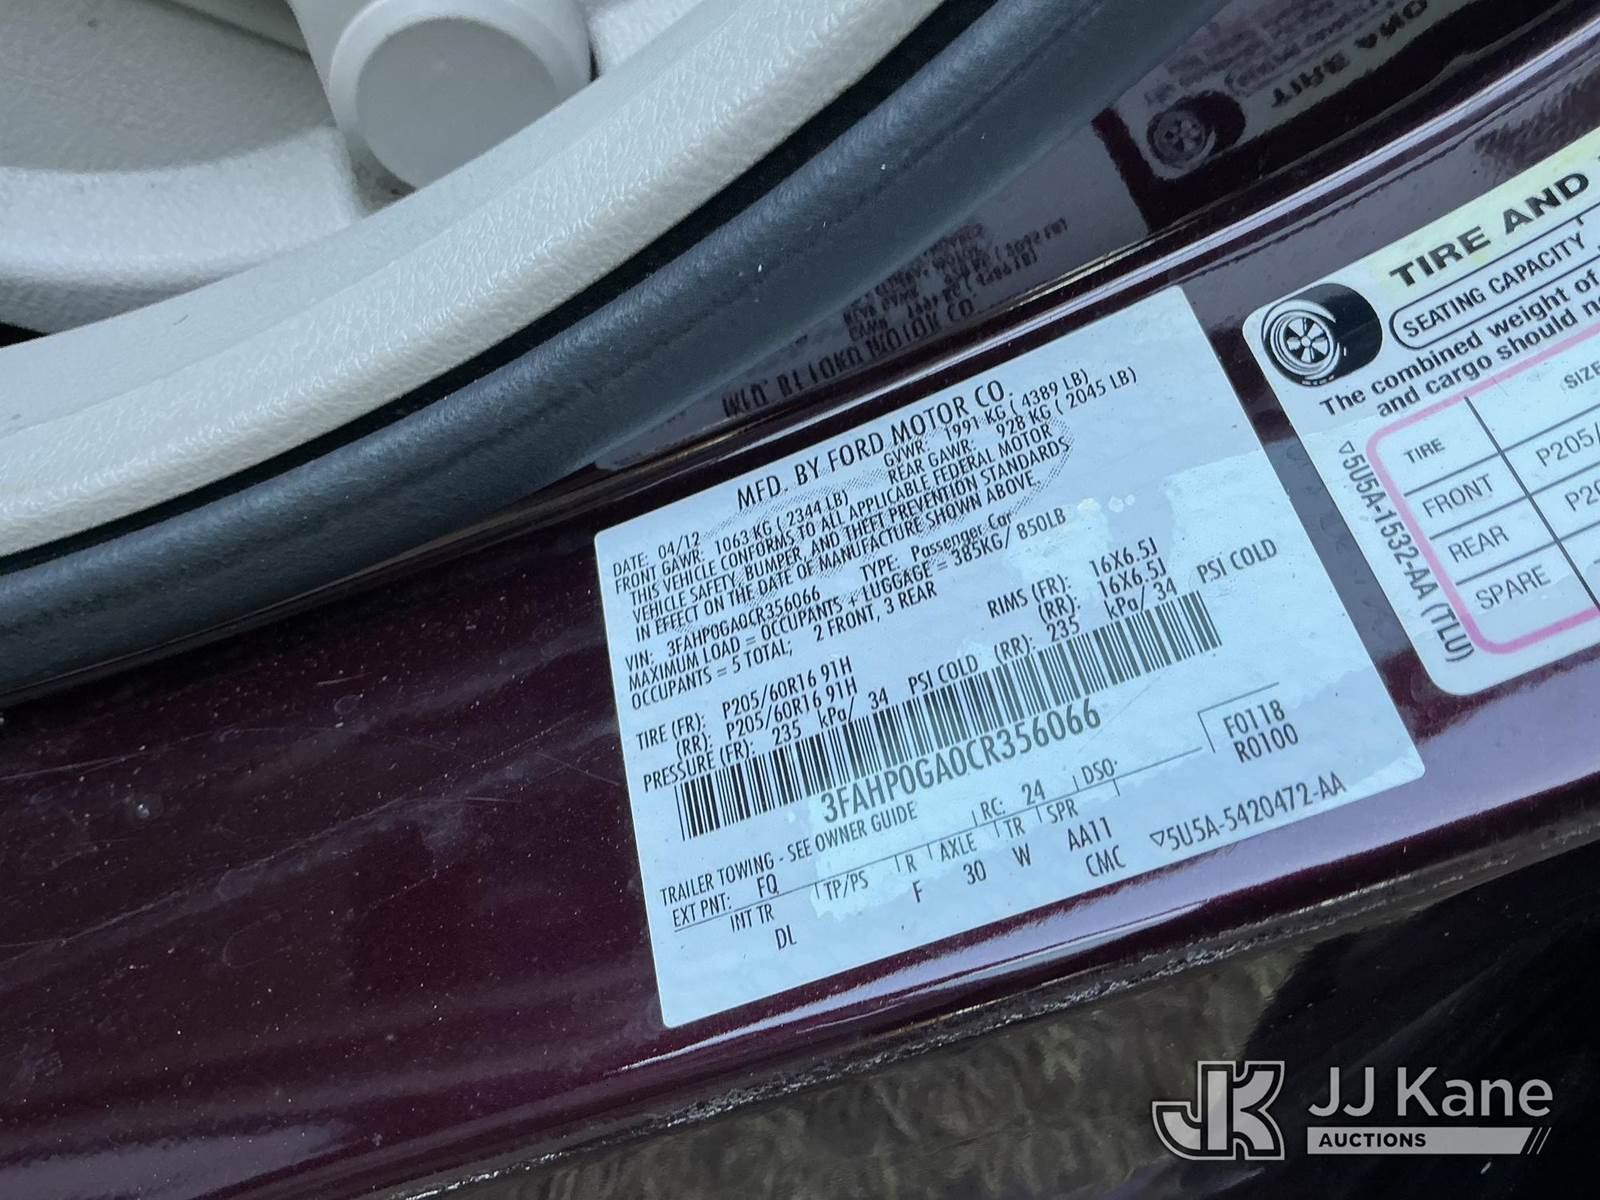 MFD. BY FORD MOTOR CO.
DATE: 04/12 GVWR: 1991 KG ( 4389 LB)
FRONT GAWR: 1063 KG ( 2344 LB) REAR GAWR: 928 KG ( 2045 LB)
THIS VEHICLE CONFORMS TO ALL APPLICABLE FEDERAL MOTOR
VEHICLE SAFETY, BUMPER, AND THEFT PREVENTION STANDARDS
IN EFFECT ON THE DATE OF MANUFACTURE SHOWN ABOVE.
VIN: 3FAHP0GA0CR356066 TYPE: Passenger Car
MAXIMUM LOAD = OCCUPANTS + LUGGAGE = 385KG/ 850LB
OCCUPANTS = 5 TOTAL; 2 FRONT, 3 REAR
TIRE (FR): P205/60R16 91H RIMS (FR): 16X6.5J
(RR): P205/60R16 91H (RR): 16X6.5J
PRESSURE (FR): 235 kPa/ 34 PSI COLD (RR): 235 kPa/ 34 PSI COLD
3FAHP0GA0CR356066
TRAILER TOWING - SEE OWNER GUIDE
EXT PNT: FQ RC: 24 DSO: F0118
R0100
INT TR TP/PS R AXLE TR SPR
DL F 30 W AA11
CMC
▽5U5A-5420472-AA
TIRE AND
SEATING CAPACITY
The combined weight of
and cargo should
TIRE SIZE
FRONT P205/
REAR
SPARE
▽5U5A-1532-AA (TLU)
JK JJ Kane
AUCTIONS